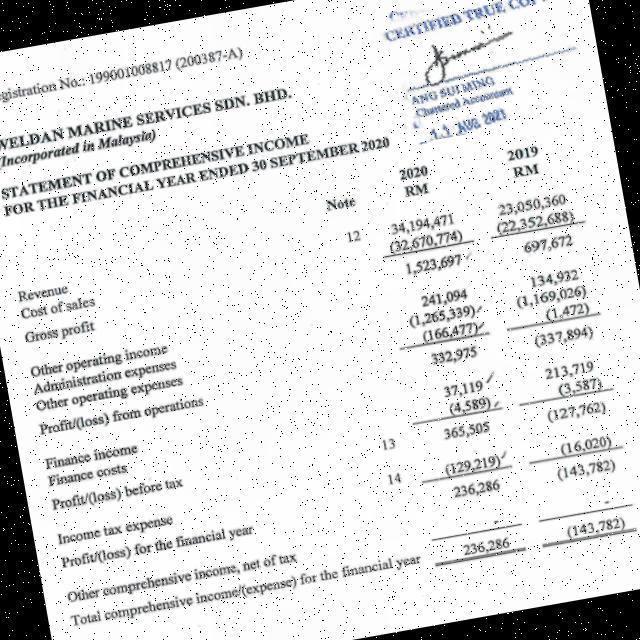 CERTIFIED TRUE
ANG SUI MING
Chartered Accountant
13 AUG 2021
Registration No.: 199601008817 (200387-A)
WELDAN MARINE SERVICES SDN. BHD.
(Incorporated in Malaysia)
STATEMENT OF COMPREHENSIVE INCOME
FOR THE FINANCIAL YEAR ENDED 30 SEPTEMBER 2020
Note 2020 2019
RM RM
Revenue 12 34,194,471 23,050,360
Cost of sales (32,670,774) (22,352,688)
Gross profit 1,523,697 697,672
Other operating income 241,094 134,932
Administration expenses (1,265,339) (1,169,026)
Other operating expenses (166,477) (1,472)
Profit/(loss) from operations 332,975 (337,894)
Finance income 37,119 213,719
Finance costs (4,589) (3,587)
Profit/(loss) before tax 13 365,505 (127,762)
Income tax expense 14 (129,219) (16,020)
Profit/(loss) for the financial year 236,286 (143,782)
Other comprehensive income, net of tax - -
Total comprehensive income/(expense) for the financial year 236,286 (143,782)